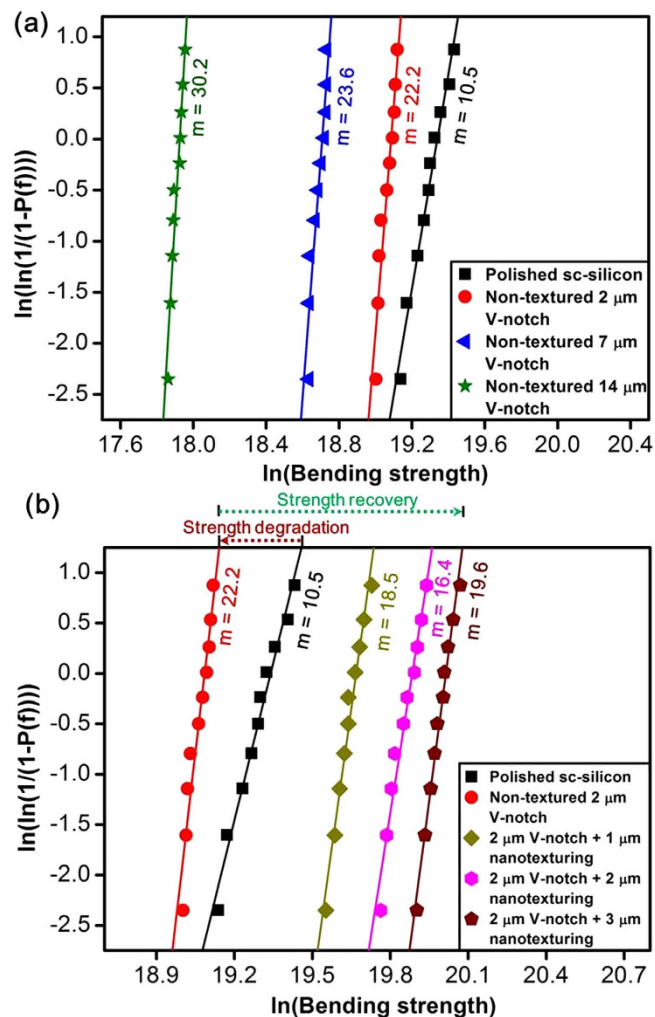 (a)
1.0
0.5
0.0
-0.5
-1.0
-1.5
-2.0
-2.5
ln(ln(1/(1-P(f))))
m = 30.2
m = 23.6
m = 22.2
m = 10.5
Polished sc-silicon
Non-textured 2 μm
V-notch
Non-textured 7 μm
V-notch
Non-textured 14 μm
V-notch
17.6 18.0 18.4 18.8 19.2 19.6 20.0 20.4
ln(Bending strength)
(b)
Strength recovery
Strength degradation
1.0
0.5
0.0
-0.5
-1.0
-1.5
-2.0
-2.5
ln(ln(1/(1-P(f))))
m = 22.2
m = 10.5
m = 18.5
m = 16.4
m = 19.6
Polished sc-silicon
Non-textured 2 μm
V-notch
2 μm V-notch + 1 μm
nanotexturing
2 μm V-notch + 2 μm
nanotexturing
2 μm V-notch + 3 μm
nanotexturing
18.9 19.2 19.5 19.8 20.1 20.4 20.7
ln(Bending strength)